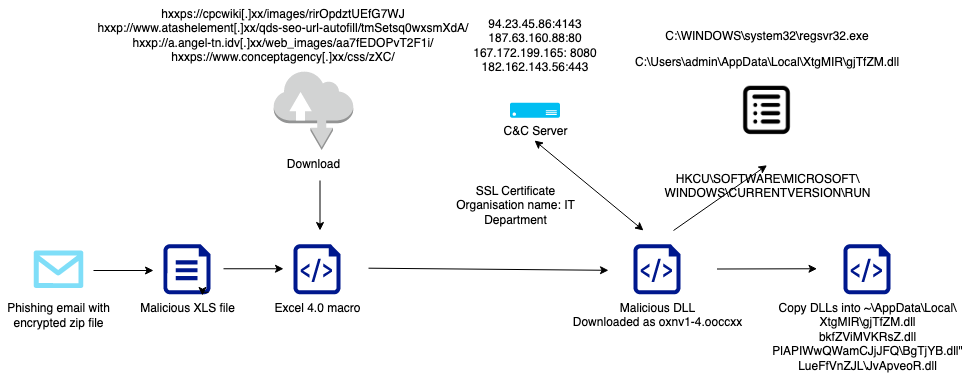 hxxps://cpcwiki[.]xx/images/rirOpdztUEfG7WJ
hxxp://www.atashelement[.]xx/qds-seo-url-autofill/tmSetsq0wxsmXdA/
hxxp://a.angel-tn.idv[.]xx/web_images/aa7fEDOPvT2F1i/
hxxps://www.conceptagency[.]xx/css/zXC/
Download
94.23.45.86:4143
187.63.160.88:80
167.172.199.165: 8080
182.162.143.56:443
C&C Server
C:\WINDOWS\system32\regsvr32.exe
C:\Users\admin\AppData\Local\XtgMIR\gjTfZM.dll
SSL Certificate
Organisation name: IT
Department
HKCU\SOFTWARE\MICROSOFT\
WINDOWS\CURRENTVERSION\RUN
Phishing email with
encrypted zip file
Malicious XLS file
Excel 4.0 macro
Malicious DLL
Downloaded as oxnv1-4.ooccxx
Copy DLLs into ~\AppData\Local\
XtgMIR\gjTfZM.dll
bkfZViMVKRsZ.dll
PlAPIWwQWamCJjJFQ\BgTjYB.dll"
LueFfVnZJL\JvApveoR.dll